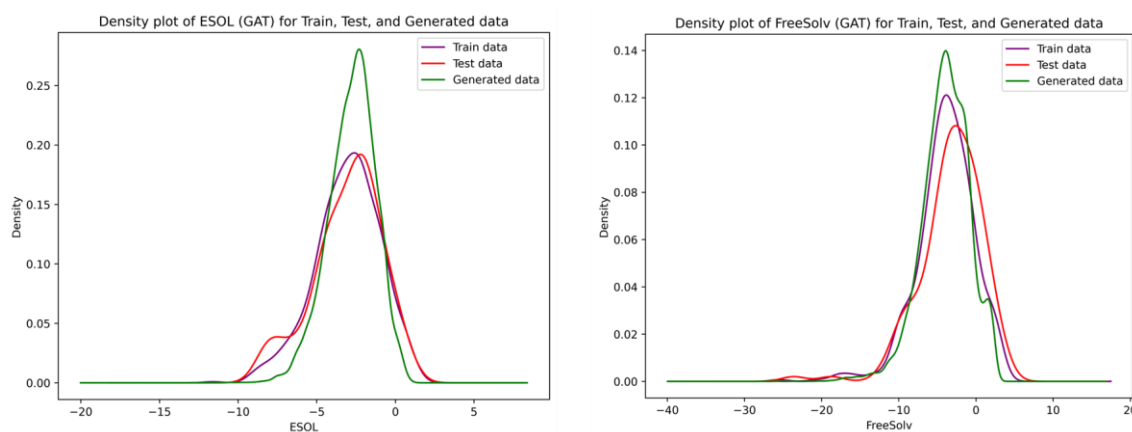 Density plot of ESOL (GAT) for Train, Test, and Generated data
Train data
Test data
Generated data
0.25
0.20
0.15
0.10
0.05
0.00
Density
−20
−15
−10
−5
0
5
ESOL
Density plot of FreeSolv (GAT) for Train, Test, and Generated data
Train data
Test data
Generated data
0.14
0.12
0.10
0.08
0.06
0.04
0.02
0.00
Density
−40
−30
−20
−10
0
10
20
FreeSolv